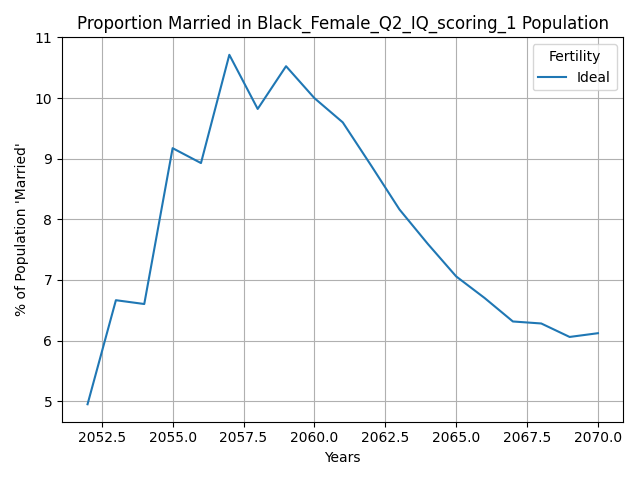 Proportion Married in Black_Female_Q2_IQ_scoring_1 Population
11
10
9
8
7
6
5
% of Population 'Married'
Fertility
Ideal
2052.5 2055.0 2057.5 2060.0 2062.5 2065.0 2067.5 2070.0
Years